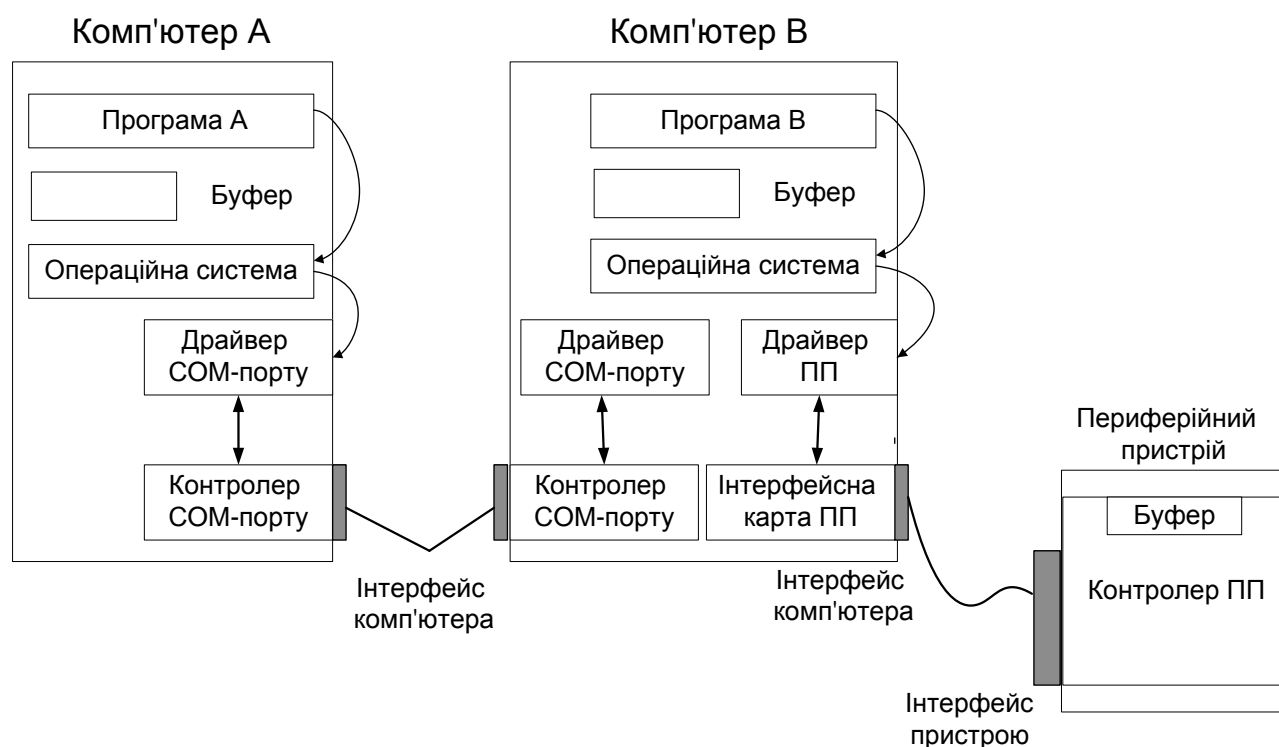 Комп'ютер А
Комп'ютер В
Програма А
Буфер
Операційна система
Драйвер
СОМ-порту
Контролер
СОМ-порту
Інтерфейс
комп'ютера
Програма В
Буфер
Операційна система
Драйвер
СОМ-порту
Драйвер
ПП
Контролер
СОМ-порту
Інтерфейсна
карта ПП
Інтерфейс
комп'ютера
Периферійний
пристрій
Буфер
Контролер ПП
Інтерфейс
пристрою